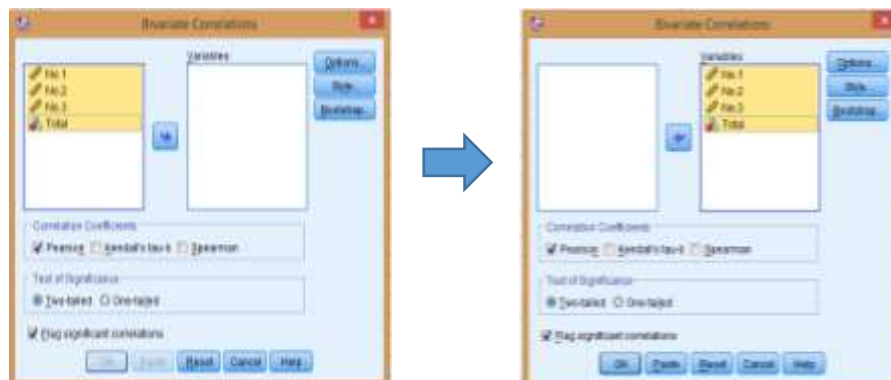 Bivariate Correlations
Variables
No.1
No.2
No.3
Total
Options...
Style...
Bootstrap...
Correlation Coefficients
Pearson Kendall's tau-b Spearman
Test of Significance
Two-tailed One-tailed
Flag significant correlations
OK Paste Reset Cancel Help
Bivariate Correlations
Variables
No.1
No.2
No.3
Total
Options...
Style...
Bootstrap...
Correlation Coefficients
Pearson Kendall's tau-b Spearman
Test of Significance
Two-tailed One-tailed
Flag significant correlations
OK Paste Reset Cancel Help